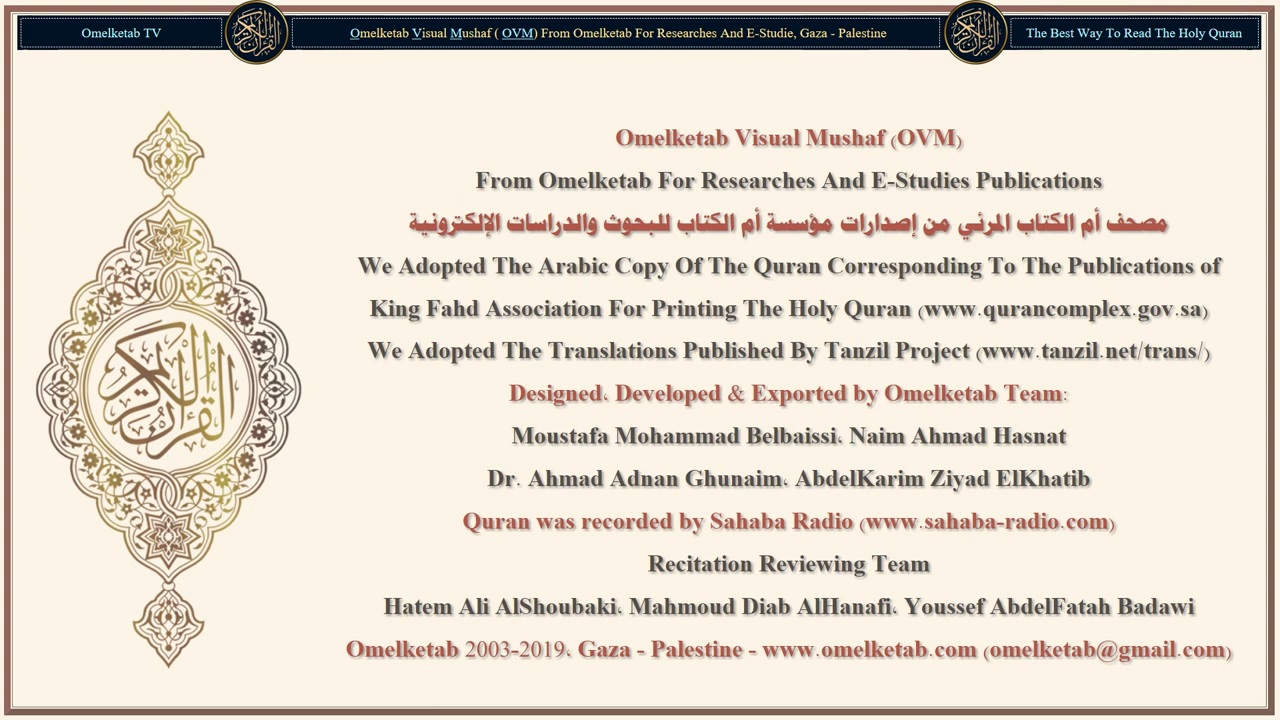 Omelketab TV
Omelketab Visual Mushaf ( OVM) From Omelketab For Researches And E-Studie, Gaza - Palestine
The Best Way To Read The Holy Quran
القرآن الكريم
Omelketab Visual Mushaf (OVM)
From Omelketab For Researches And E-Studies Publications
مصحف أم الكتاب المرئي من إصدارات مؤسسة أم الكتاب للبحوث والدراسات الإلكترونية
We Adopted The Arabic Copy Of The Quran Corresponding To The Publications of
King Fahd Association For Printing The Holy Quran (www.qurancomplex.gov.sa)
We Adopted The Translations Published By Tanzil Project (www.tanzil.net/trans/)
Designed، Developed & Exported by Omelketab Team:
Moustafa Mohammad Belbaissi، Naim Ahmad Hasnat
Dr. Ahmad Adnan Ghunaim، AbdelKarim Ziyad ElKhatib
Quran was recorded by Sahaba Radio (www.sahaba-radio.com)
Recitation Reviewing Team
Hatem Ali AlShoubaki، Mahmoud Diab AlHanafi، Youssef AbdelFatah Badawi
Omelketab 2003-2019، Gaza - Palestine - www.omelketab.com (omelketab@gmail.com)